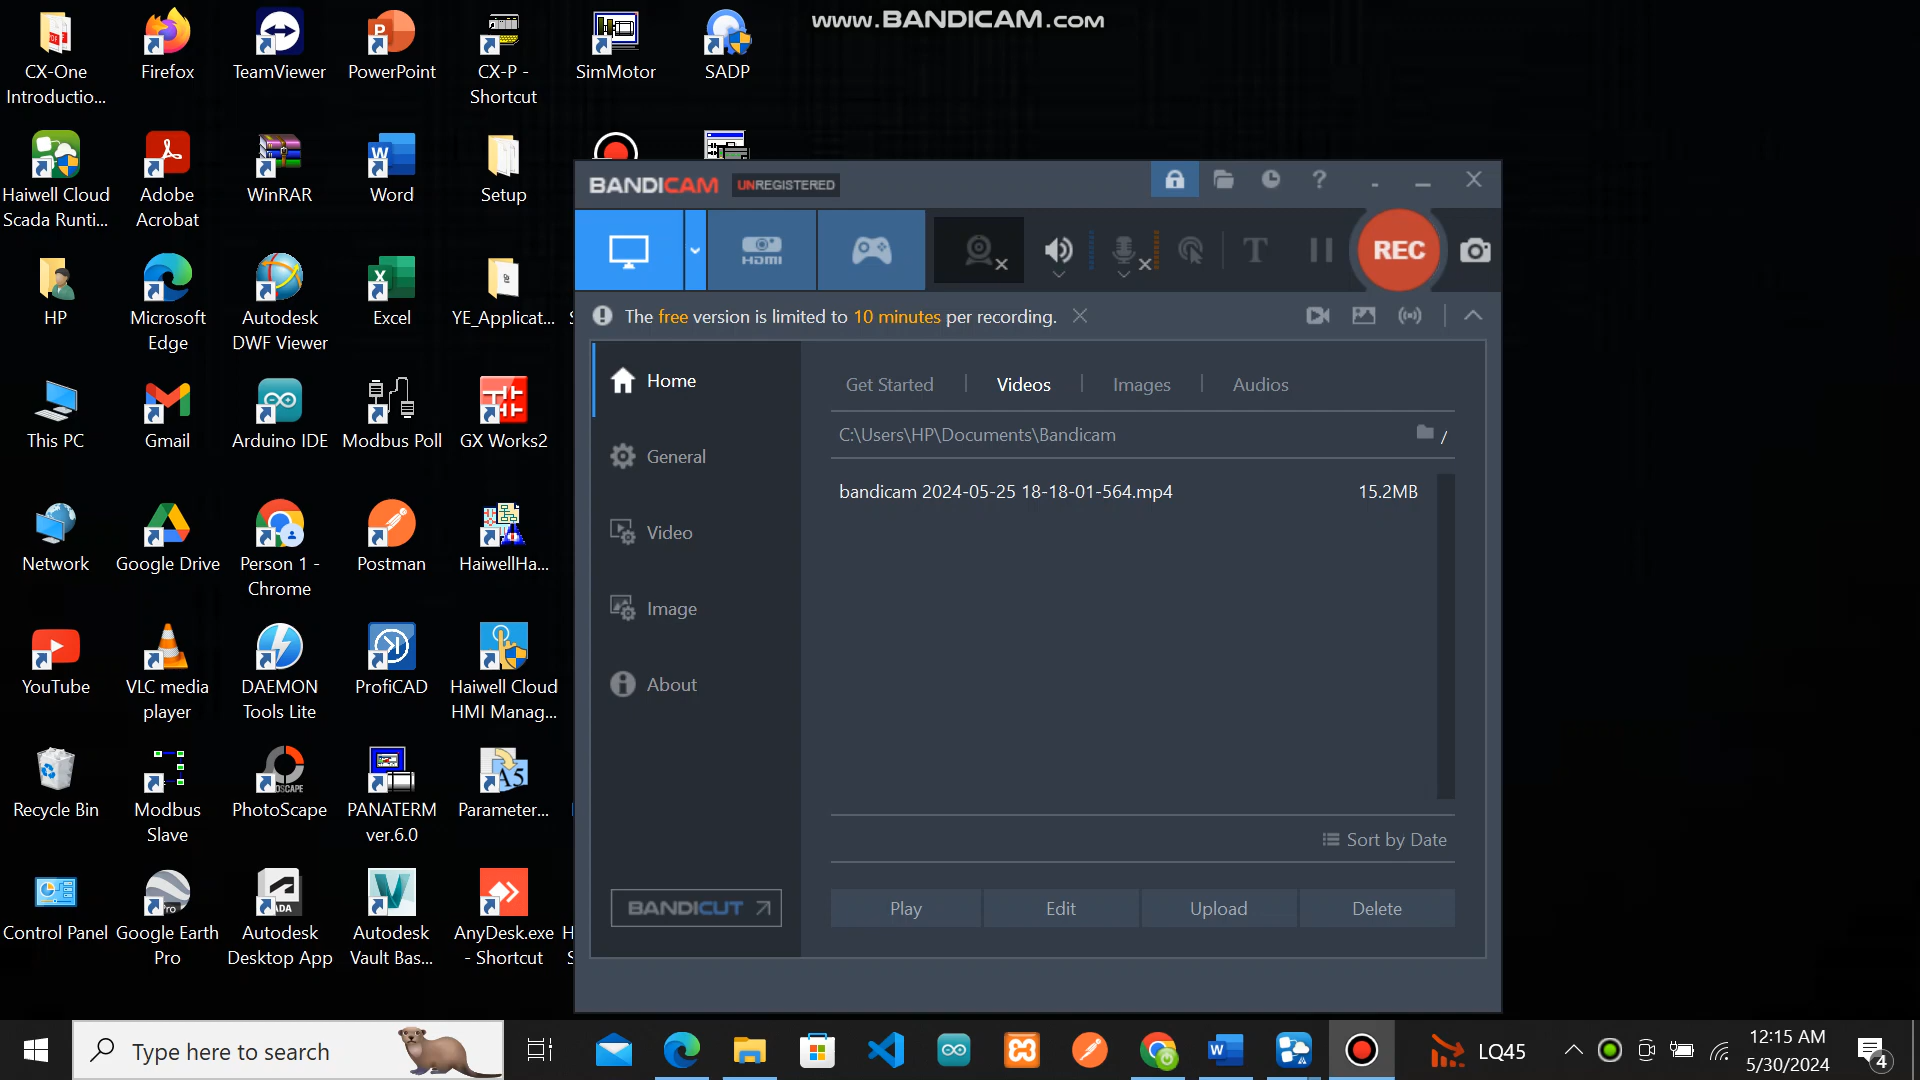 www.BANDICAM.com
CX-One
Introductio...
Firefox
TeamViewer
PowerPoint
CX-P -
Shortcut
SimMotor
SADP
Haiwell Cloud
Scada Runti...
Adobe
Acrobat
WinRAR
Word
Setup
HP
Microsoft
Edge
Autodesk
DWF Viewer
Excel
YE_Applicat...
This PC
Gmail
Arduino IDE
Modbus Poll
GX Works2
Network
Google Drive
Person 1 -
Chrome
Postman
HaiwellHa...
YouTube
VLC media
player
DAEMON
Tools Lite
ProfiCAD
Haiwell Cloud
HMI Manag...
Recycle Bin
Modbus
Slave
PhotoScape
PANATERM
ver.6.0
Parameter...
Control Panel
Google Earth
Pro
Autodesk
Desktop App
Autodesk
Vault Bas...
AnyDesk.exe
- Shortcut
BANDICAM UNREGISTERED
HDMI
T
REC
The free version is limited to 10 minutes per recording.
Home
General
Video
Image
About
BANDICUT
Get Started
Videos
Images
Audios
C:\Users\HP\Documents\Bandicam
/
bandicam 2024-05-25 18-18-01-564.mp4 15.2MB
Sort by Date
Play
Edit
Upload
Delete
Type here to search
LQ45
12:15 AM
5/30/2024
4